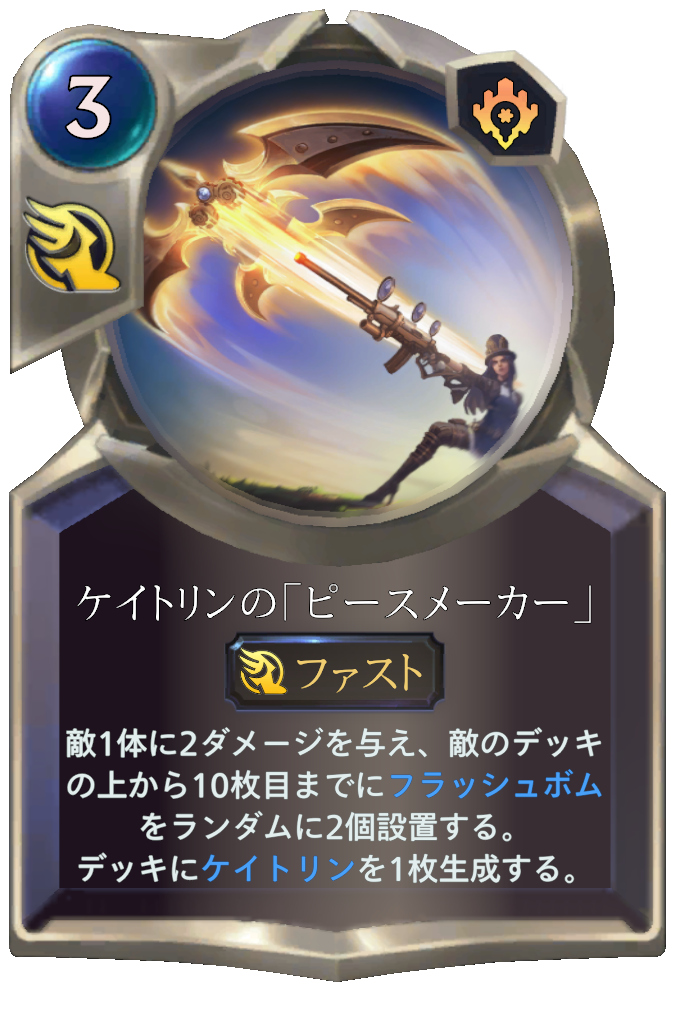 3
ケイトリンの「ピースメーカー」
ファスト
敵1体に2ダメージを与え、敵のデッキ
の上から10枚目までにフラッシュボム
をランダムに2個設置する。
デッキにケイトリンを1枚生成する。